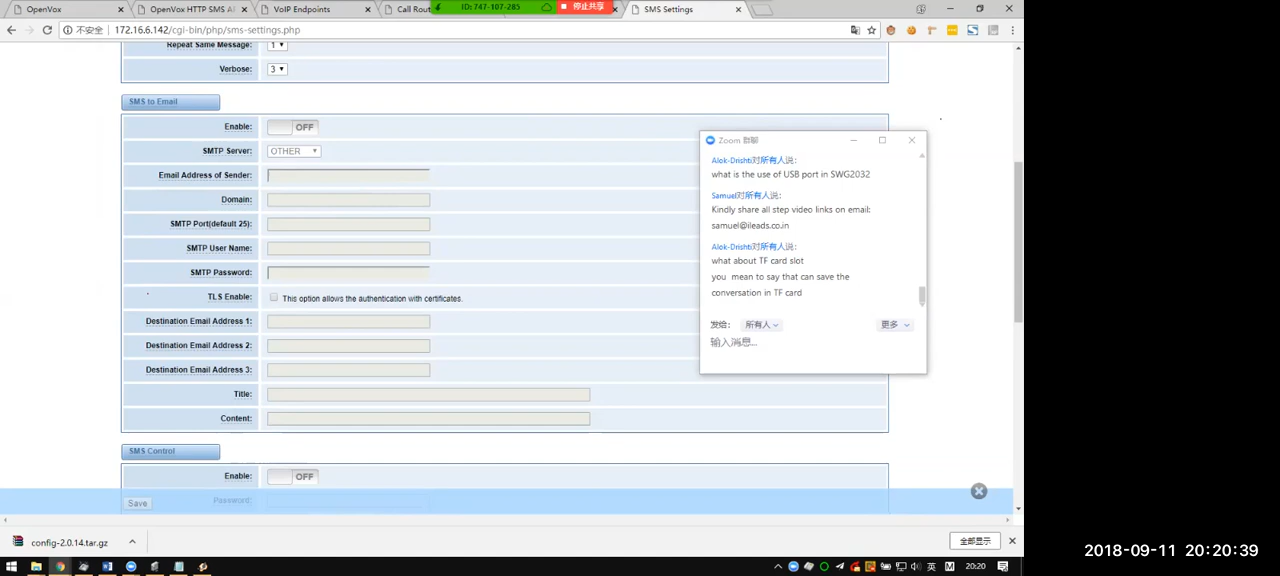 OpenVox
OpenVox HTTP SMS AP
VoIP Endpoints
Call Rout
ID: 747-107-285
停止共享
SMS Settings
不安全
172.16.6.142/cgi-bin/php/sms-settings.php
Repeat Same Message:
1
Verbose:
3
SMS to Email
Enable:
OFF
SMTP Server:
OTHER
Email Address of Sender:
Domain:
SMTP Port(default 25):
SMTP User Name:
SMTP Password:
TLS Enable:
This option allows the authentication with certificates.
Destination Email Address 1:
Destination Email Address 2:
Destination Email Address 3:
Title:
Content:
SMS Control
Enable:
OFF
Password:
Save
Zoom 群聊
Alok-Drishti对所有人说:
what is the use of USB port in SWG2032
Samuel对所有人说:
Kindly share all step video links on email:
samuel@ileads.co.in
Alok-Drishti对所有人说:
what about TF card slot
you mean to say that can save the
conversation in TF card
发给:
所有人
更多
输入消息...
config-2.0.14.tar.gz
全部显示
英
M
20:20
2018-09-11 20:20:39